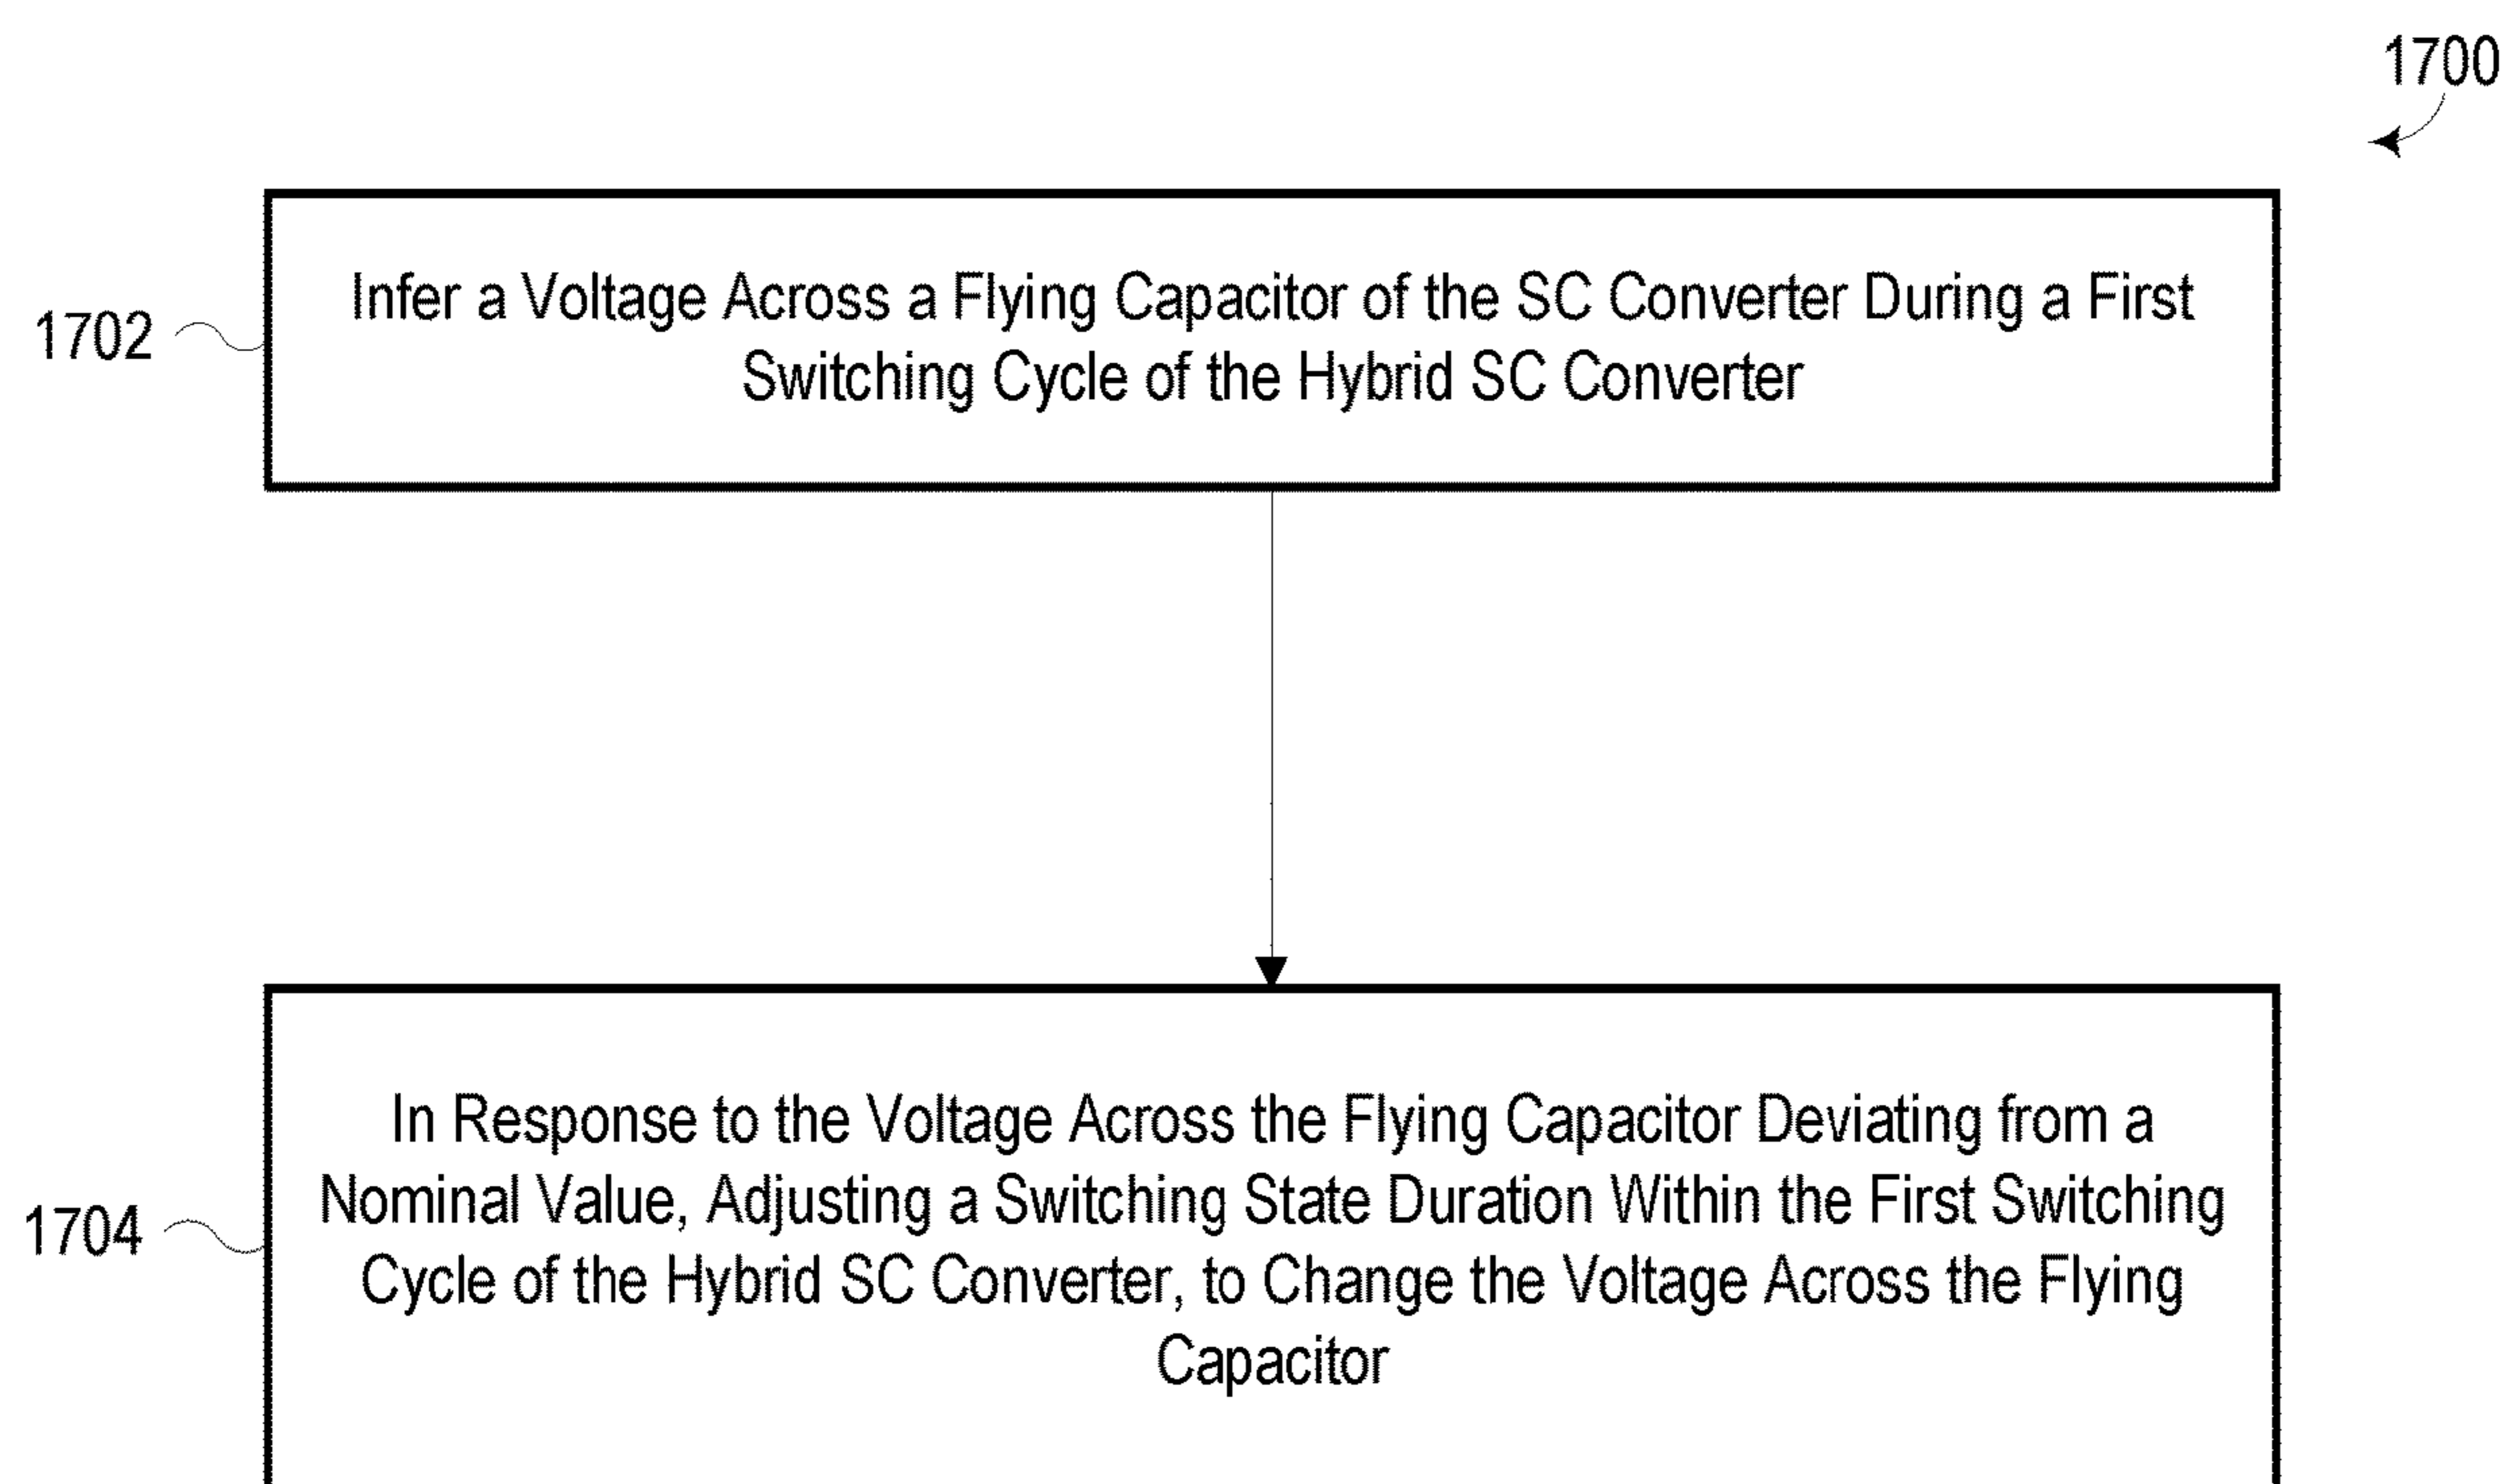 1700
1702
Infer a Voltage Across a Flying Capacitor of the SC Converter During a First
Switching Cycle of the Hybrid SC Converter
1704
In Response to the Voltage Across the Flying Capacitor Deviating from a
Nominal Value, Adjusting a Switching State Duration Within the First Switching
Cycle of the Hybrid SC Converter, to Change the Voltage Across the Flying
Capacitor